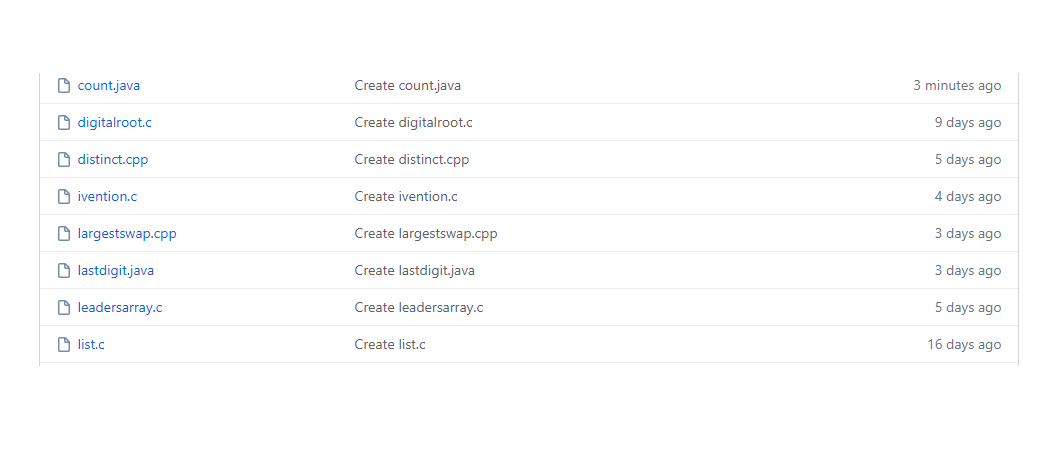 count.java Create count.java 3 minutes ago
digitalroot.c Create digitalroot.c 9 days ago
distinct.cpp Create distinct.cpp 5 days ago
ivention.c Create ivention.c 4 days ago
largestswap.cpp Create largestswap.cpp 3 days ago
lastdigit.java Create lastdigit.java 3 days ago
leadersarray.c Create leadersarray.c 5 days ago
list.c Create list.c 16 days ago